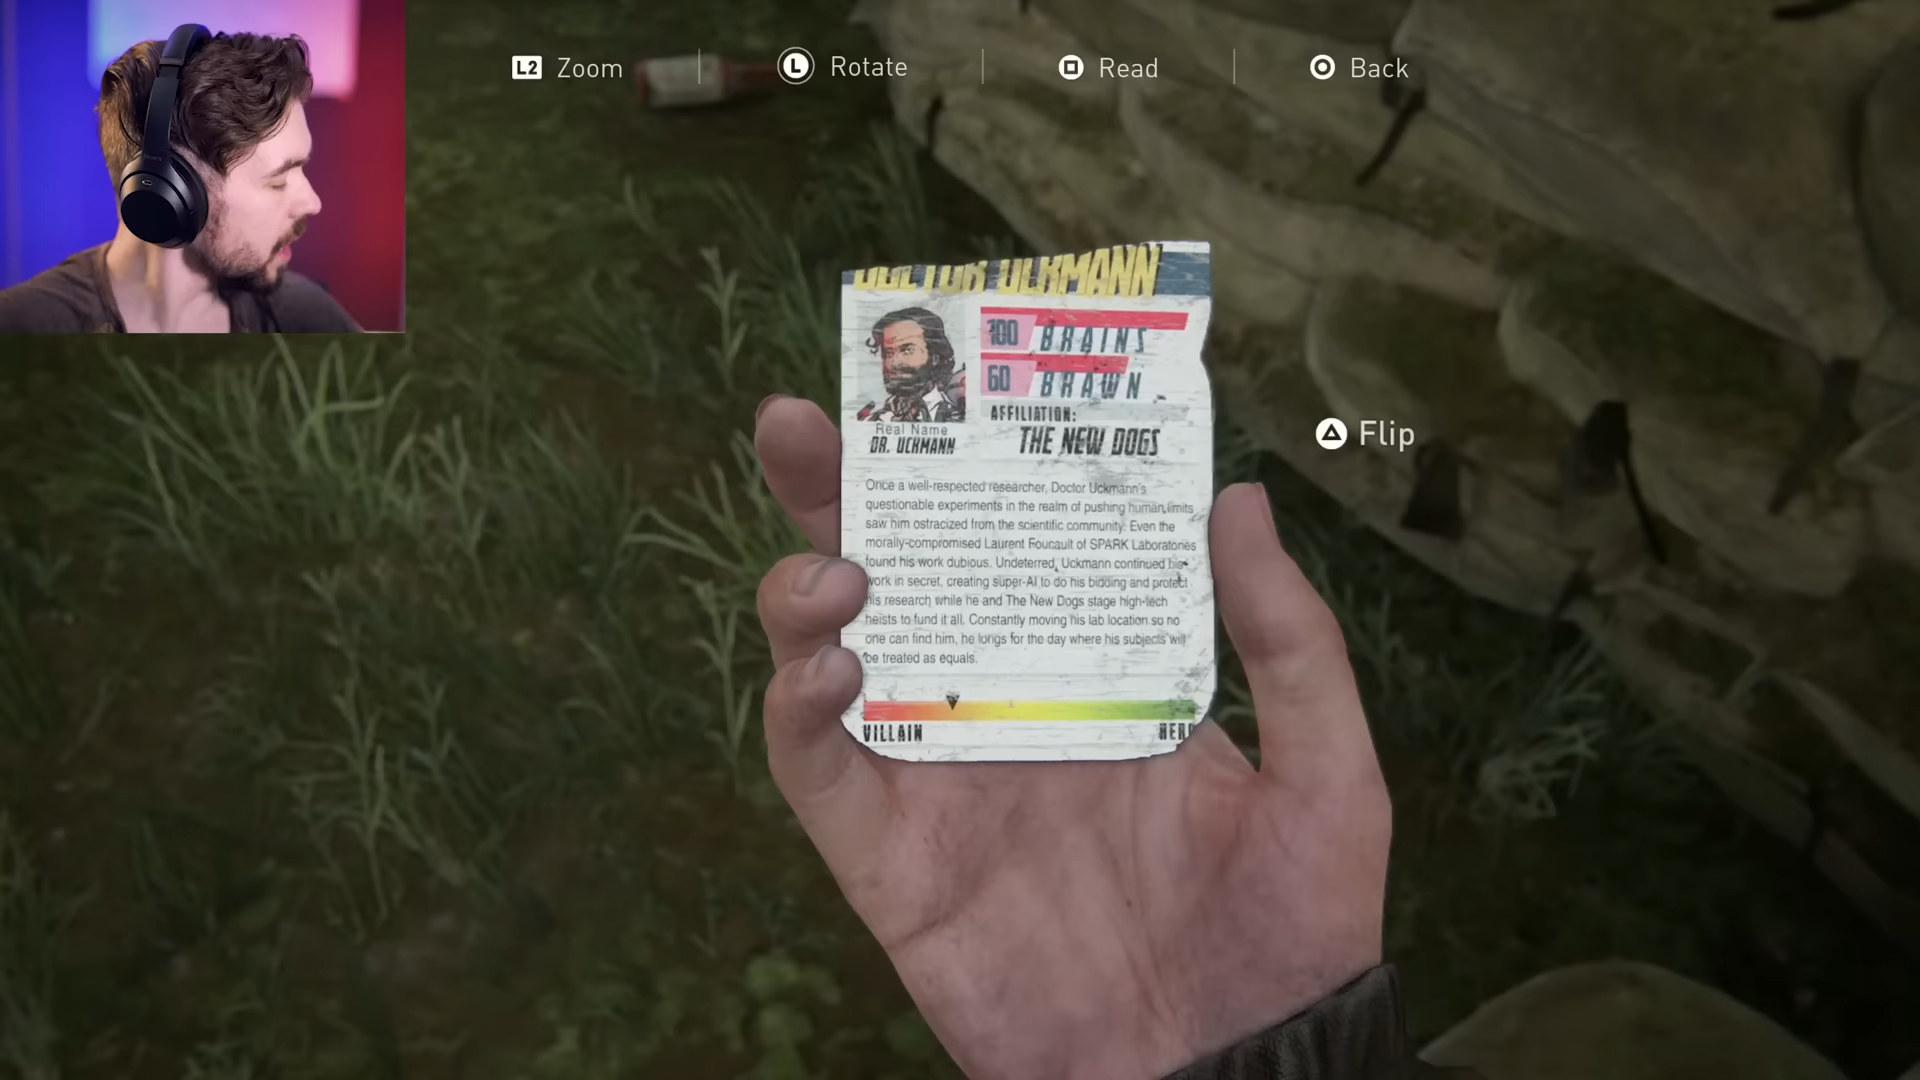 L2 Zoom
L Rotate
Read
Back
DOCTOR UCKMANN
100 BRAINS
60 BRAWN
AFFILIATION:
THE NEW DOGS
Real Name
DR. UCKMANN
Flip
Once a well-respected researcher, Doctor Uckmann's
questionable experiments in the realm of pushing human limits
saw him ostracized from the scientific community. Even the
morally-compromised Laurent Foucault of SPARK Laboratories
found his work dubious. Undeterred, Uckmann continued his
work in secret, creating super-AI to do his bidding and protect
his research while he and The New Dogs stage high-tech
heists to fund it all. Constantly moving his lab location so no
one can find him, he longs for the day where his subjects will
be treated as equals.
VILLAIN
HERO